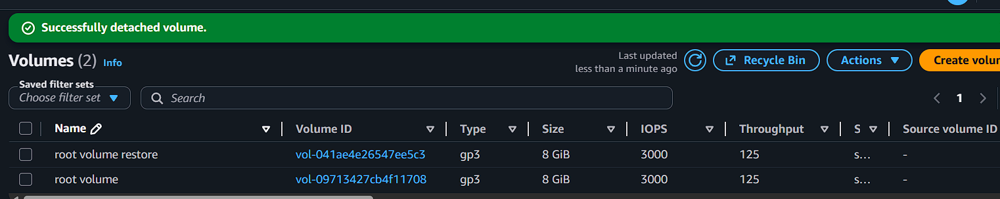 Successfully detached volume.
Volumes (2) Info
Last updated
less than a minute ago
Recycle Bin
Actions
Create volum
Saved filter sets
Choose filter set
Search
1
Name Volume ID Type Size IOPS Throughput S Source volume ID
root volume restore vol-041ae4e26547ee5c3 gp3 8 GiB 3000 125 s... -
root volume vol-09713427cb4f11708 gp3 8 GiB 3000 125 s... -